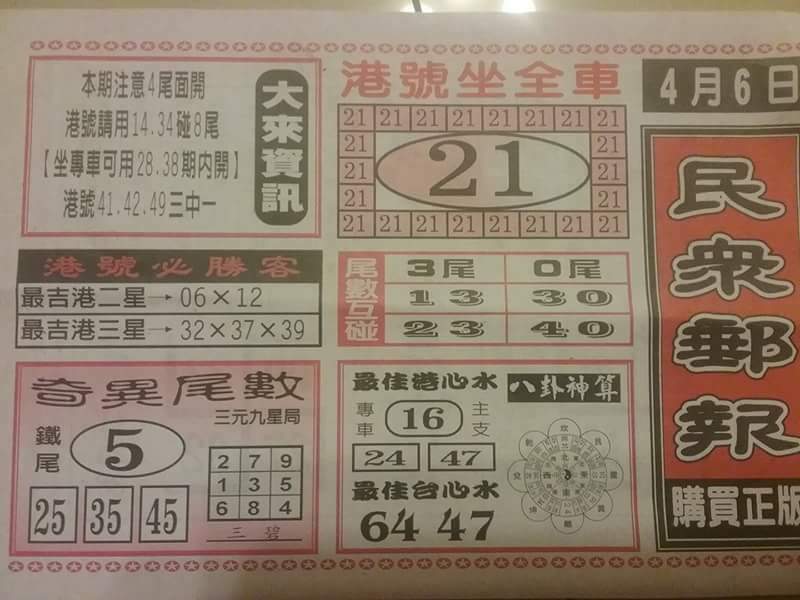 本期注意4尾面開
港號請用14.34碰8尾
【坐專車可用28.38期內開】
港號41.42.49三中一
大來資訊
港號坐全車
21 21 21 21 21 21 21 21
21 21
21 21
21 21
21 21 21 21 21 21 21 21
21
4月6日
民眾郵報
購買正版
港號必勝客
最吉港二星→06×12
最吉港三星→32×37×39
尾數互碰
3尾 0尾
13 30
23 40
奇異尾數
三元九星局
鐵尾
5
25 35 45
2 7 9
1 3 5
6 8 4
三碧
最佳港心水
專車 16 主支
24 47
最佳台心水
64 47
八卦神算